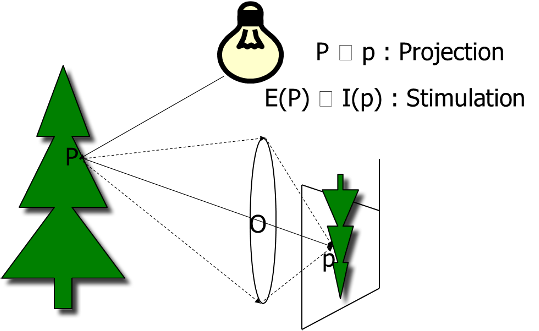 P □ p : Projection
E(P) □ I(p) : Stimulation
P
O
p